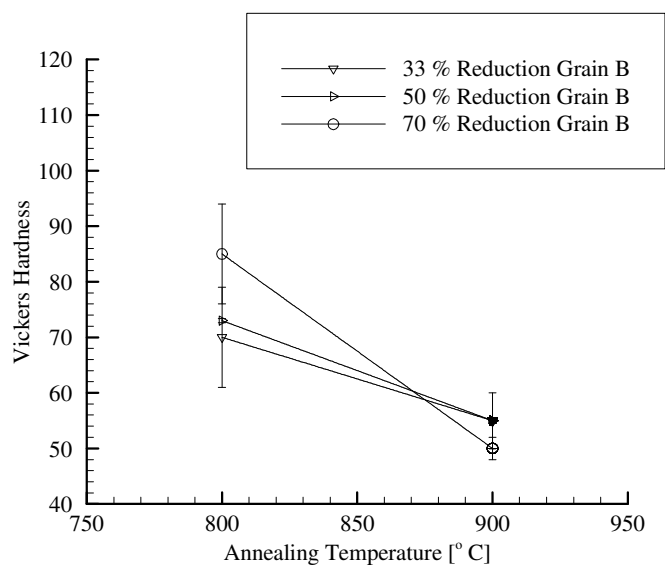 33 % Reduction Grain B
50 % Reduction Grain B
70 % Reduction Grain B
120
110
100
90
80
70
60
50
40
Vickers Hardness
750
800
850
900
950
Annealing Temperature [° C]